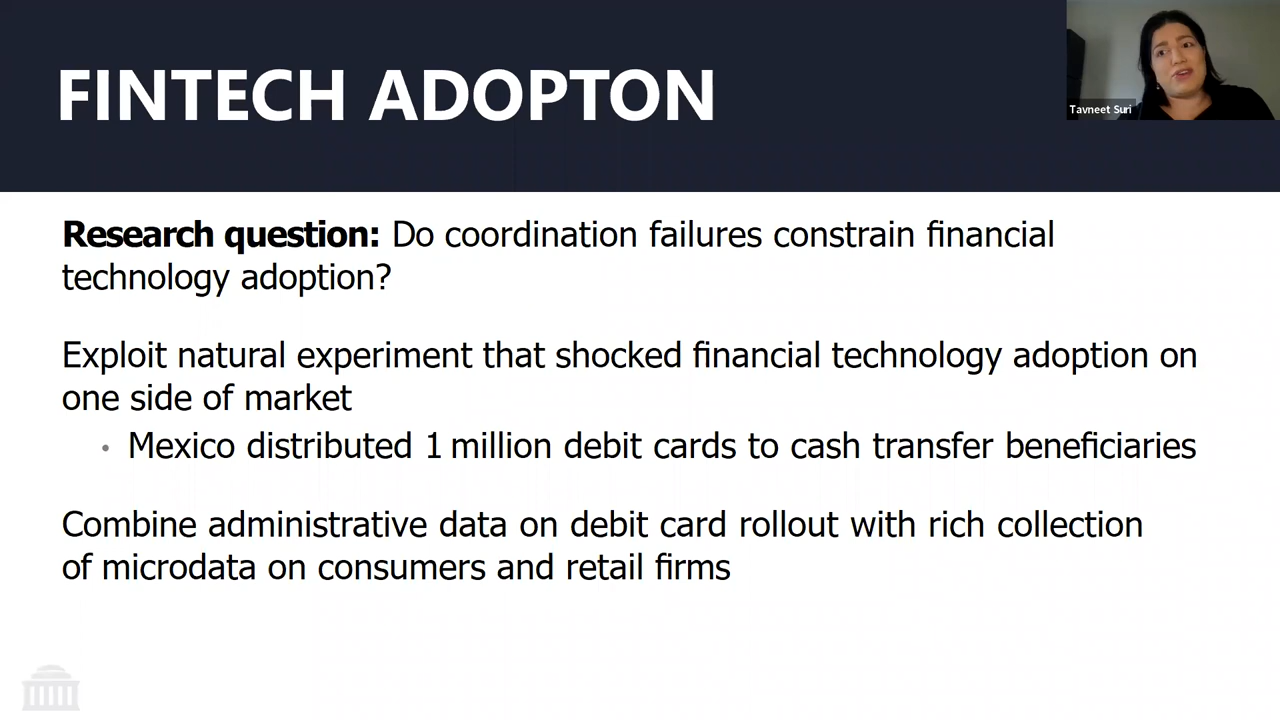 FINTECH ADOPTON
Tavneet Suri
Research question: Do coordination failures constrain financial
technology adoption?
Exploit natural experiment that shocked financial technology adoption on
one side of market
• Mexico distributed 1 million debit cards to cash transfer beneficiaries
Combine administrative data on debit card rollout with rich collection
of microdata on consumers and retail firms